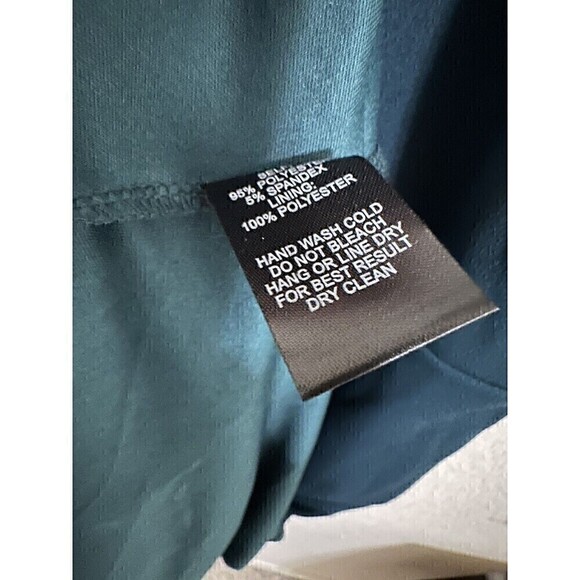 SELF:
95% POLYESTER
5% SPANDEX
LINING:
100% POLYESTER
HAND WASH COLD
DO NOT BLEACH
HANG OR LINE DRY
FOR BEST RESULT
DRY CLEAN